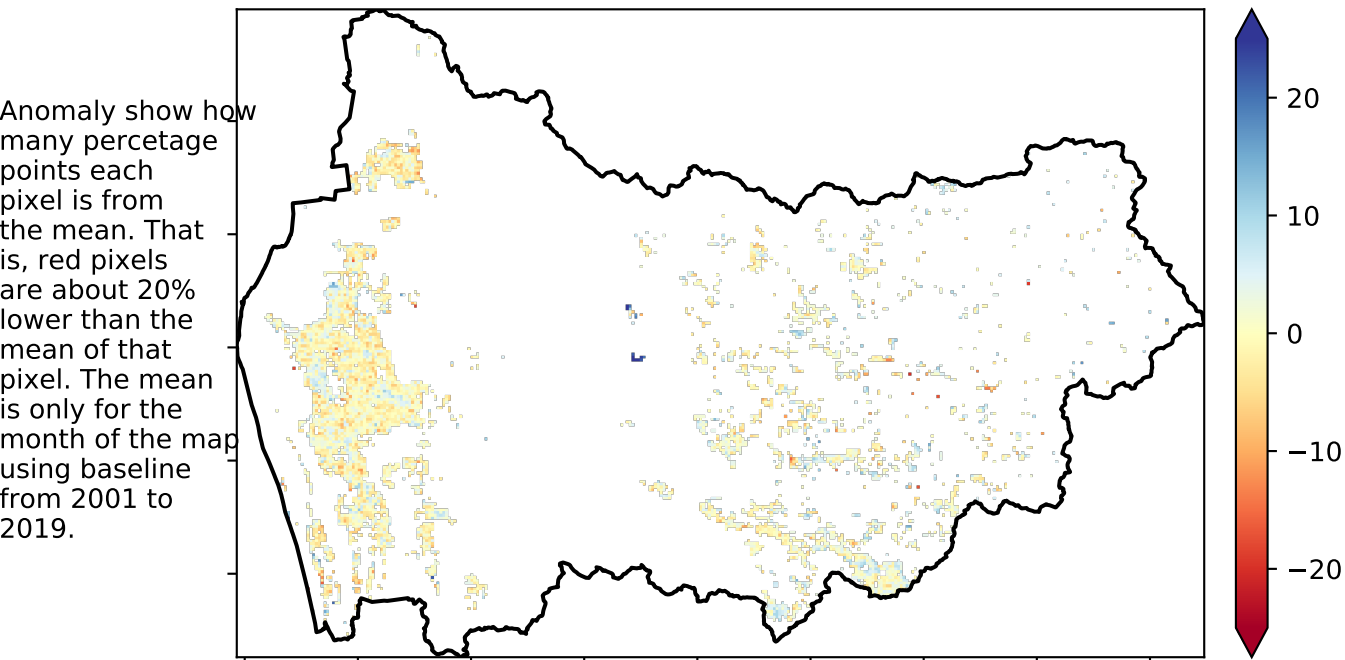 Anomaly show how
many percetage
points each
pixel is from
the mean. That
is, red pixels
are about 20%
lower than the
mean of that
pixel. The mean
is only for the
month of the map
using baseline
from 2001 to
2019.
20
10
0
−10
−20